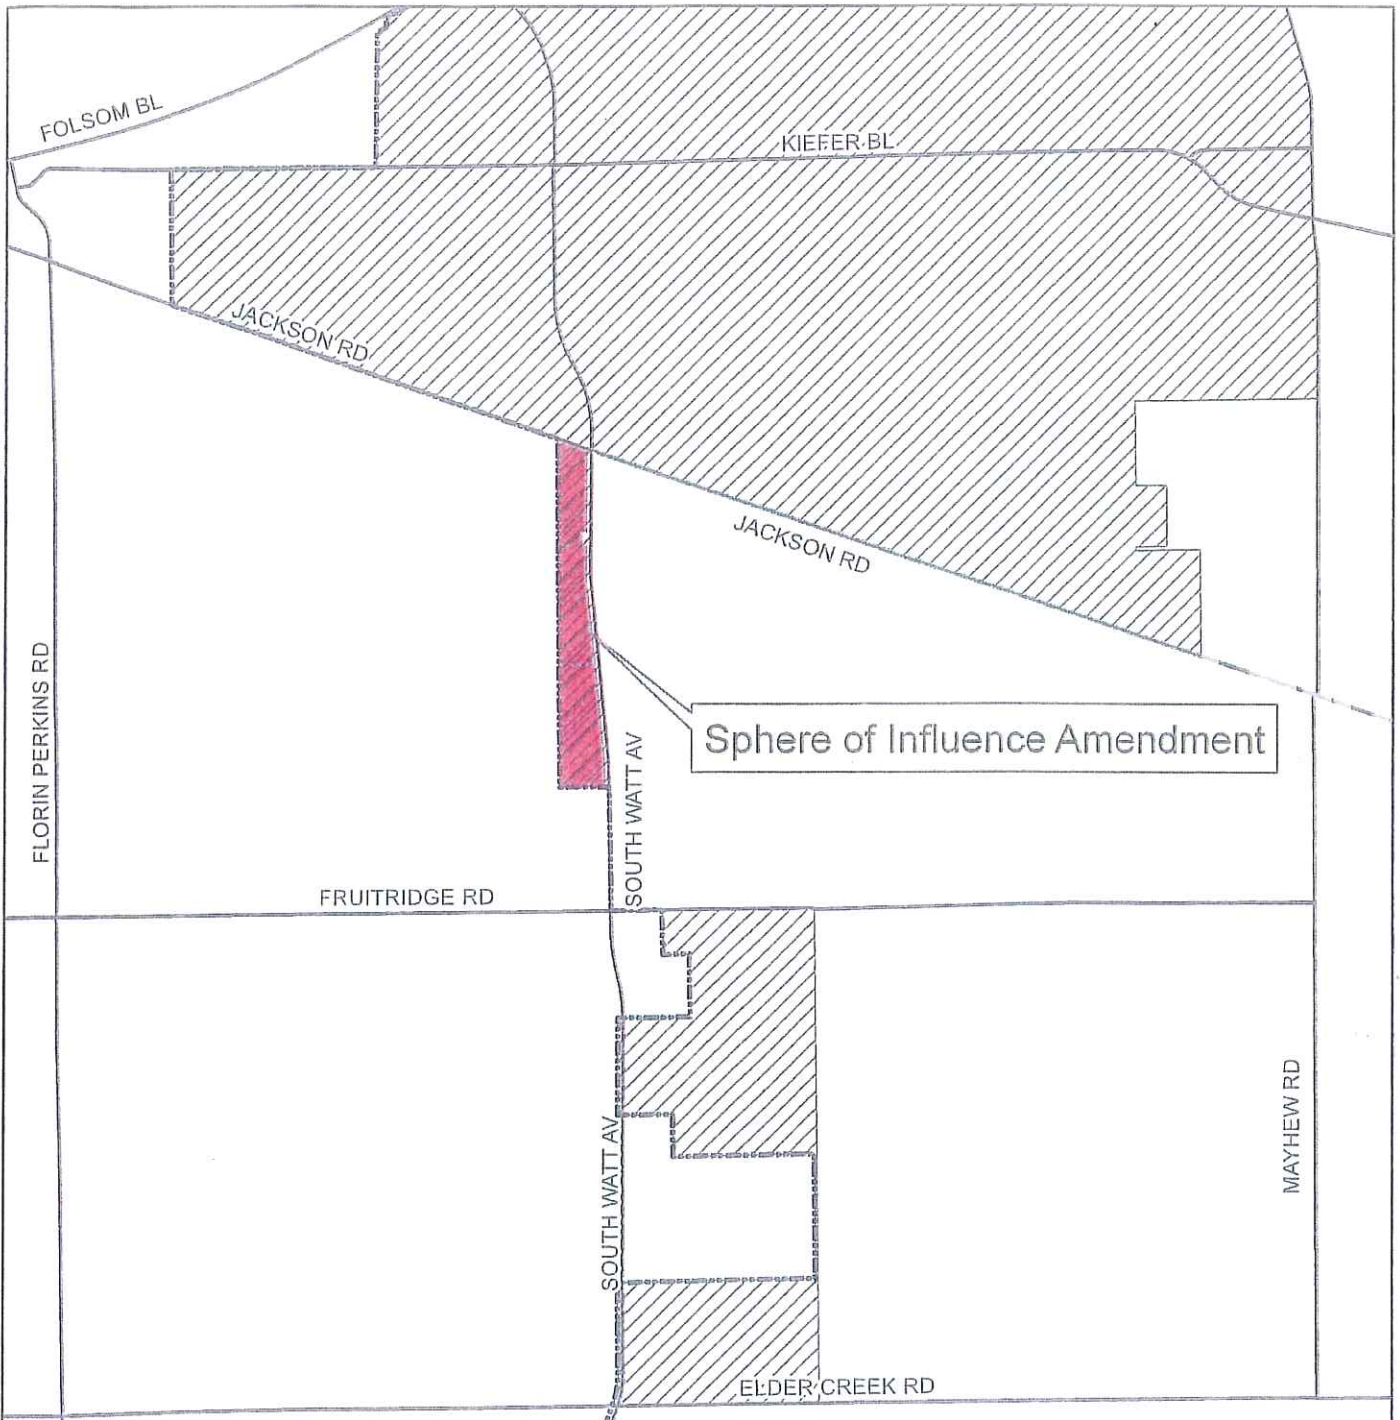 FOLSOM BL
KIEFER BL
JACKSON RD
JACKSON RD
FLORIN PERKINS RD
Sphere of Influence Amendment
SOUTH WATT AV
FRUITRIDGE RD
MAYHEW RD
SOUTH WATT AV
ELDER CREEK RD